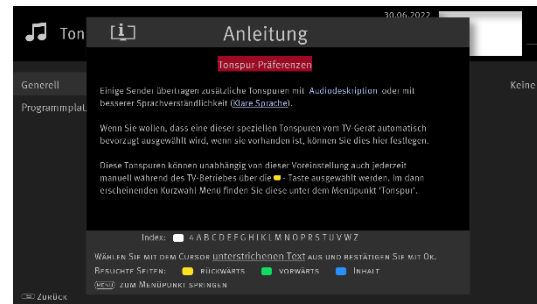 30.06.2022
Ton
[i] Anleitung
Tonspur Präferenzen
Generell
Keine
Programmplat
Einige Sender übertragen zusätzliche Tonspuren mit Audiodeskription oder mit
besserer Sprachverständlichkeit (Klare Sprache).
Wenn Sie wollen, dass eine dieser speziellen Tonspuren vom TV-Gerät automatisch
bevorzugt ausgewählt wird, wenn sie vorhanden ist, können Sie dies hier festlegen.
Diese Tonspuren können unabhängig von dieser Voreinstellung auch jederzeit
manuell während des TV-Betriebes über die - Taste ausgewählt werden. Im dann
erscheinenden Kurzwahl Menü finden Sie diese unter dem Menüpunkt 'Tonspur'.
Index: 4 A B C D E F G H I K L M N O P R S T U V W Z
Wählen Sie mit dem Cursor unterstrichenen Text aus und bestätigen Sie mit Ok.
Besuchte Seiten: rückwärts vorwärts Inhalt
MENU zum Menüpunkt springen
Zurück